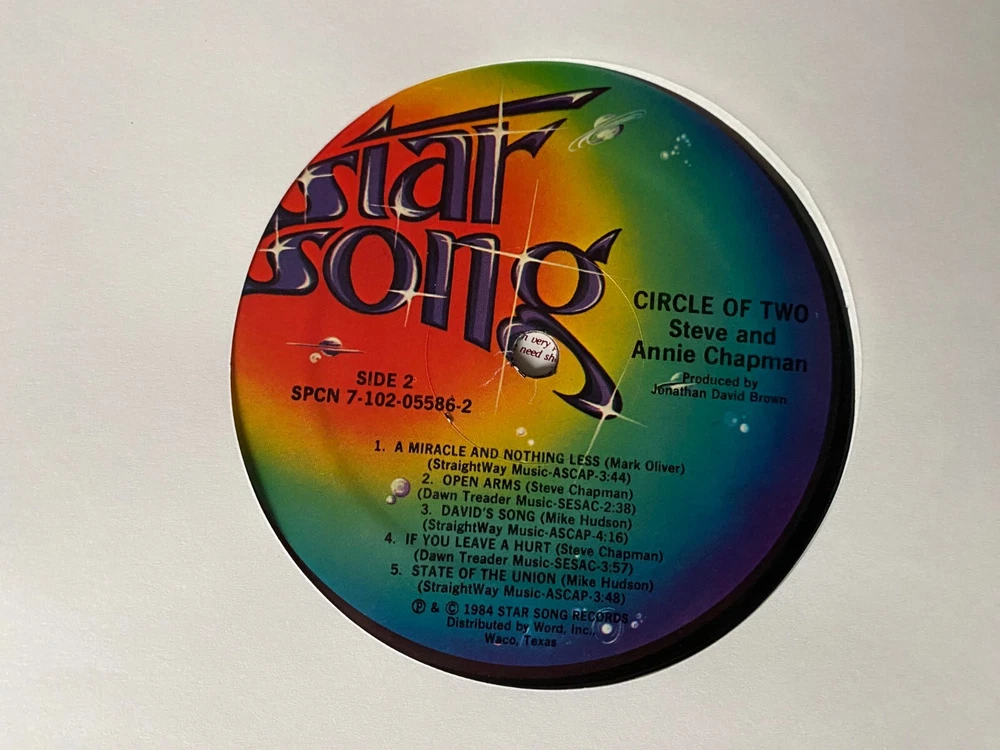 star
song
CIRCLE OF TWO
Steve and
Annie Chapman
Produced by
Jonathan David Brown
very
need sh
SIDE 2
SPCN 7-102-05586-2
1. A MIRACLE AND NOTHING LESS (Mark Oliver)
(StraightWay Music-ASCAP-3:44)
2. OPEN ARMS (Steve Chapman)
(Dawn Treader Music-SESAC-2:38)
3. DAVID'S SONG (Mike Hudson)
(StraightWay Music-ASCAP-4:16)
4. IF YOU LEAVE A HURT (Steve Chapman)
(Dawn Treader Music-SESAC-3:57)
5. STATE OF THE UNION (Mike Hudson)
(StraightWay Music-ASCAP-3:48)
Ⓟ & © 1984 STAR SONG RECORDS
Distributed by Word, Inc.,
Waco, Texas